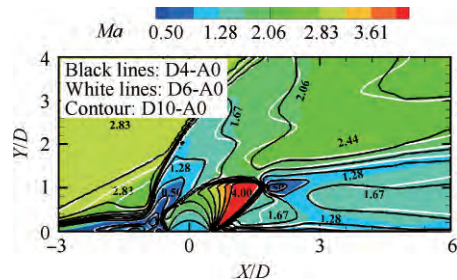 Ma 0.50 1.28 2.06 2.83 3.61
Black lines: D4-A0
White lines: D6-A0
Contour: D10-A0
Y/D
4
3
2
1
0
2.83
2.83
1.28
0.50
1.67
2.06
2.44
4.00
1.28
1.67
1.67
1.28
-3 0 3 6
X/D